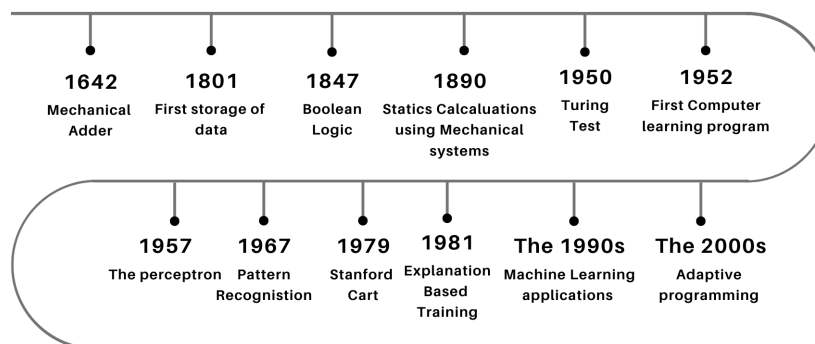 1642
Mechanical
Adder
1801
First storage of
data
1847
Boolean
Logic
1890
Statics Calcaluations
using Mechanical
systems
1950
Turing
Test
1952
First Computer
learning program
1957
The perceptron
1967
Pattern
Recognistion
1979
Stanford
Cart
1981
Explanation
Based
Training
The 1990s
Machine Learning
applications
The 2000s
Adaptive
programming